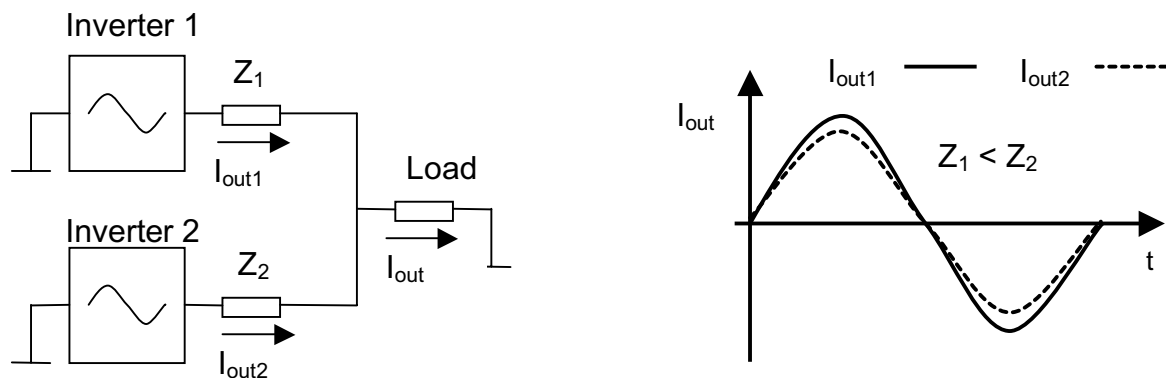 Inverter 1
Z1
Iout1
Load
Iout
Inverter 2
Z2
Iout2
Iout1
Iout2
Iout
Z1 < Z2
t